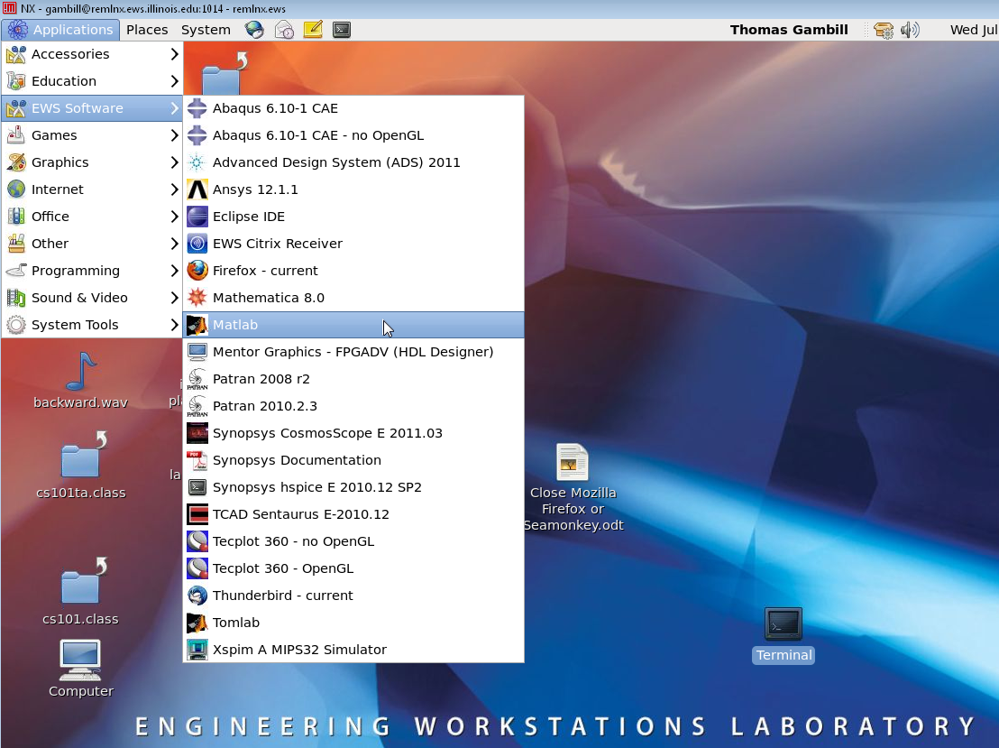 NX - gambill@remlnx.ews.illinois.edu:1014 - remlnx.ews
Applications Places System Thomas Gambill Wed Jul
Accessories
Education
EWS Software
Games
Graphics
Internet
Office
Other
Programming
Sound & Video
System Tools
Abaqus 6.10-1 CAE
Abaqus 6.10-1 CAE - no OpenGL
Advanced Design System (ADS) 2011
Ansys 12.1.1
Eclipse IDE
EWS Citrix Receiver
Firefox - current
Mathematica 8.0
Matlab
Mentor Graphics - FPGADV (HDL Designer)
Patran 2008 r2
Patran 2010.2.3
Synopsys CosmosScope E 2011.03
Synopsys Documentation
Synopsys hspice E 2010.12 SP2
TCAD Sentaurus E-2010.12
Tecplot 360 - no OpenGL
Tecplot 360 - OpenGL
Thunderbird - current
Tomlab
Xspim A MIPS32 Simulator
backward.wav
cs101ta.class
cs101.class
Computer
Close Mozilla
Firefox or
Seamonkey.odt
Terminal
ENGINEERING WORKSTATIONS LABORATORY